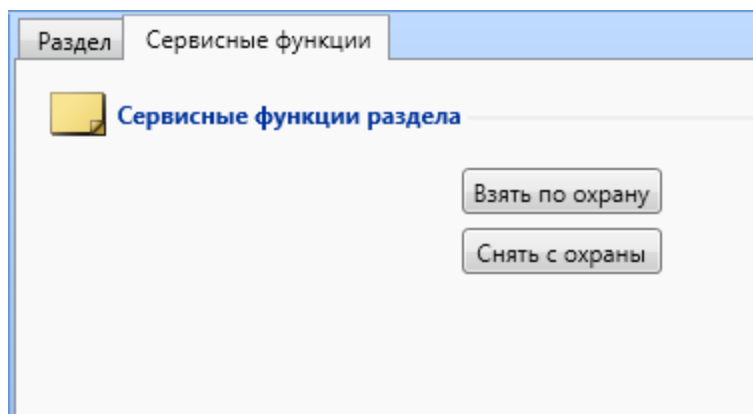 Раздел
Сервисные функции
Сервисные функции раздела
Взять по охрану
Снять с охраны